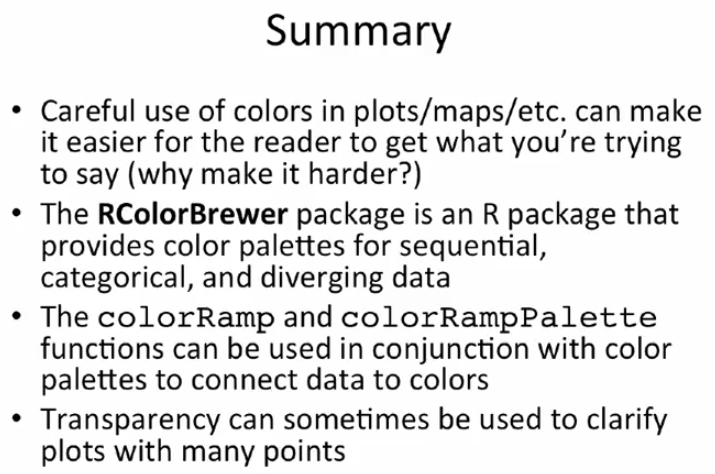 Summary
• Careful use of colors in plots/maps/etc. can make
it easier for the reader to get what you're trying
to say (why make it harder?)
• The RColorBrewer package is an R package that
provides color palettes for sequential,
categorical, and diverging data
• The colorRamp and colorRampPalette
functions can be used in conjunction with color
palettes to connect data to colors
• Transparency can sometimes be used to clarify
plots with many points